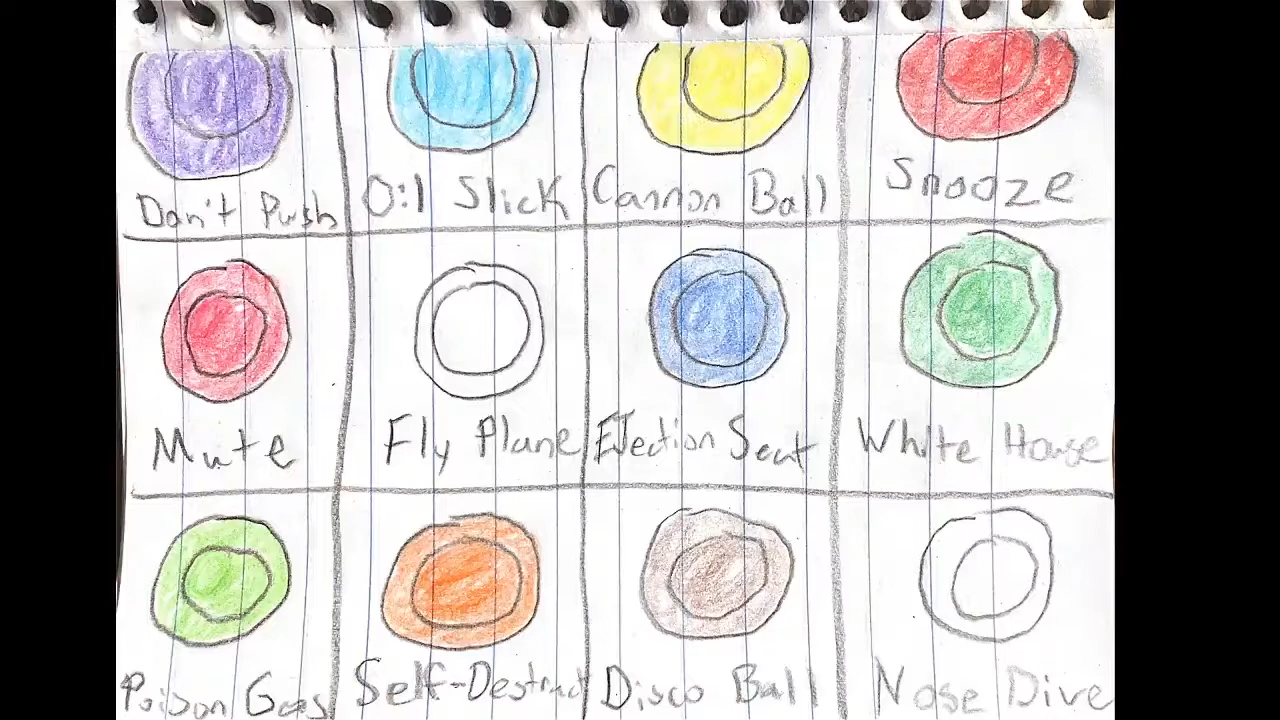 Don't Push
Oil Slick
Cannon Ball
Snooze
Mute
Fly Plane
Ejection Seat
White House
Poison Gas
Self-Destruct
Disco Ball
Nose Dive